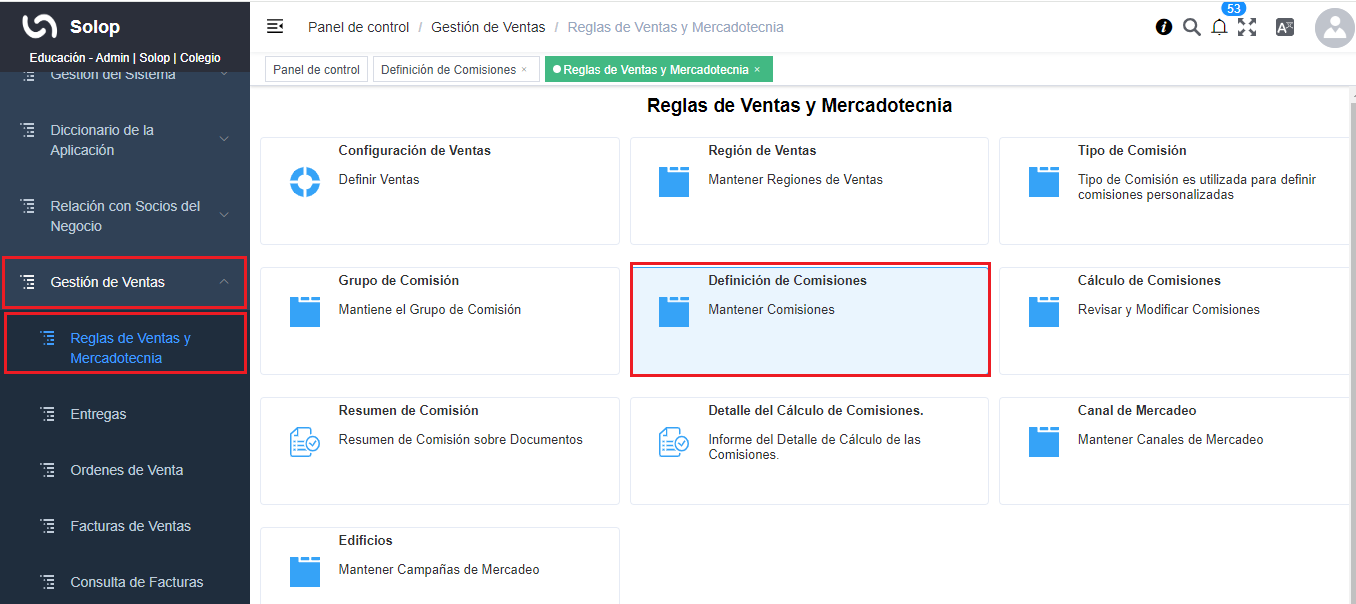 Solop
Educación - Admin | Solop | Colegio
Gestión del Sistema
Diccionario de la
Aplicación
Relación con Socios del
Negocio
Gestión de Ventas
Reglas de Ventas y
Mercadotecnia
Entregas
Ordenes de Venta
Facturas de Ventas
Consulta de Facturas
Panel de control / Gestión de Ventas / Reglas de Ventas y Mercadotecnia
53
Panel de control
Definición de Comisiones ×
Reglas de Ventas y Mercadotecnia ×
Reglas de Ventas y Mercadotecnia
Configuración de Ventas
Definir Ventas
Región de Ventas
Mantener Regiones de Ventas
Tipo de Comisión
Tipo de Comisión es utilizada para definir
comisiones personalizadas
Grupo de Comisión
Mantiene el Grupo de Comisión
Definición de Comisiones
Mantener Comisiones
Cálculo de Comisiones
Revisar y Modificar Comisiones
Resumen de Comisión
Resumen de Comisión sobre Documentos
Detalle del Cálculo de Comisiones.
Informe del Detalle de Cálculo de las
Comisiones.
Canal de Mercadeo
Mantener Canales de Mercadeo
Edificios
Mantener Campañas de Mercadeo